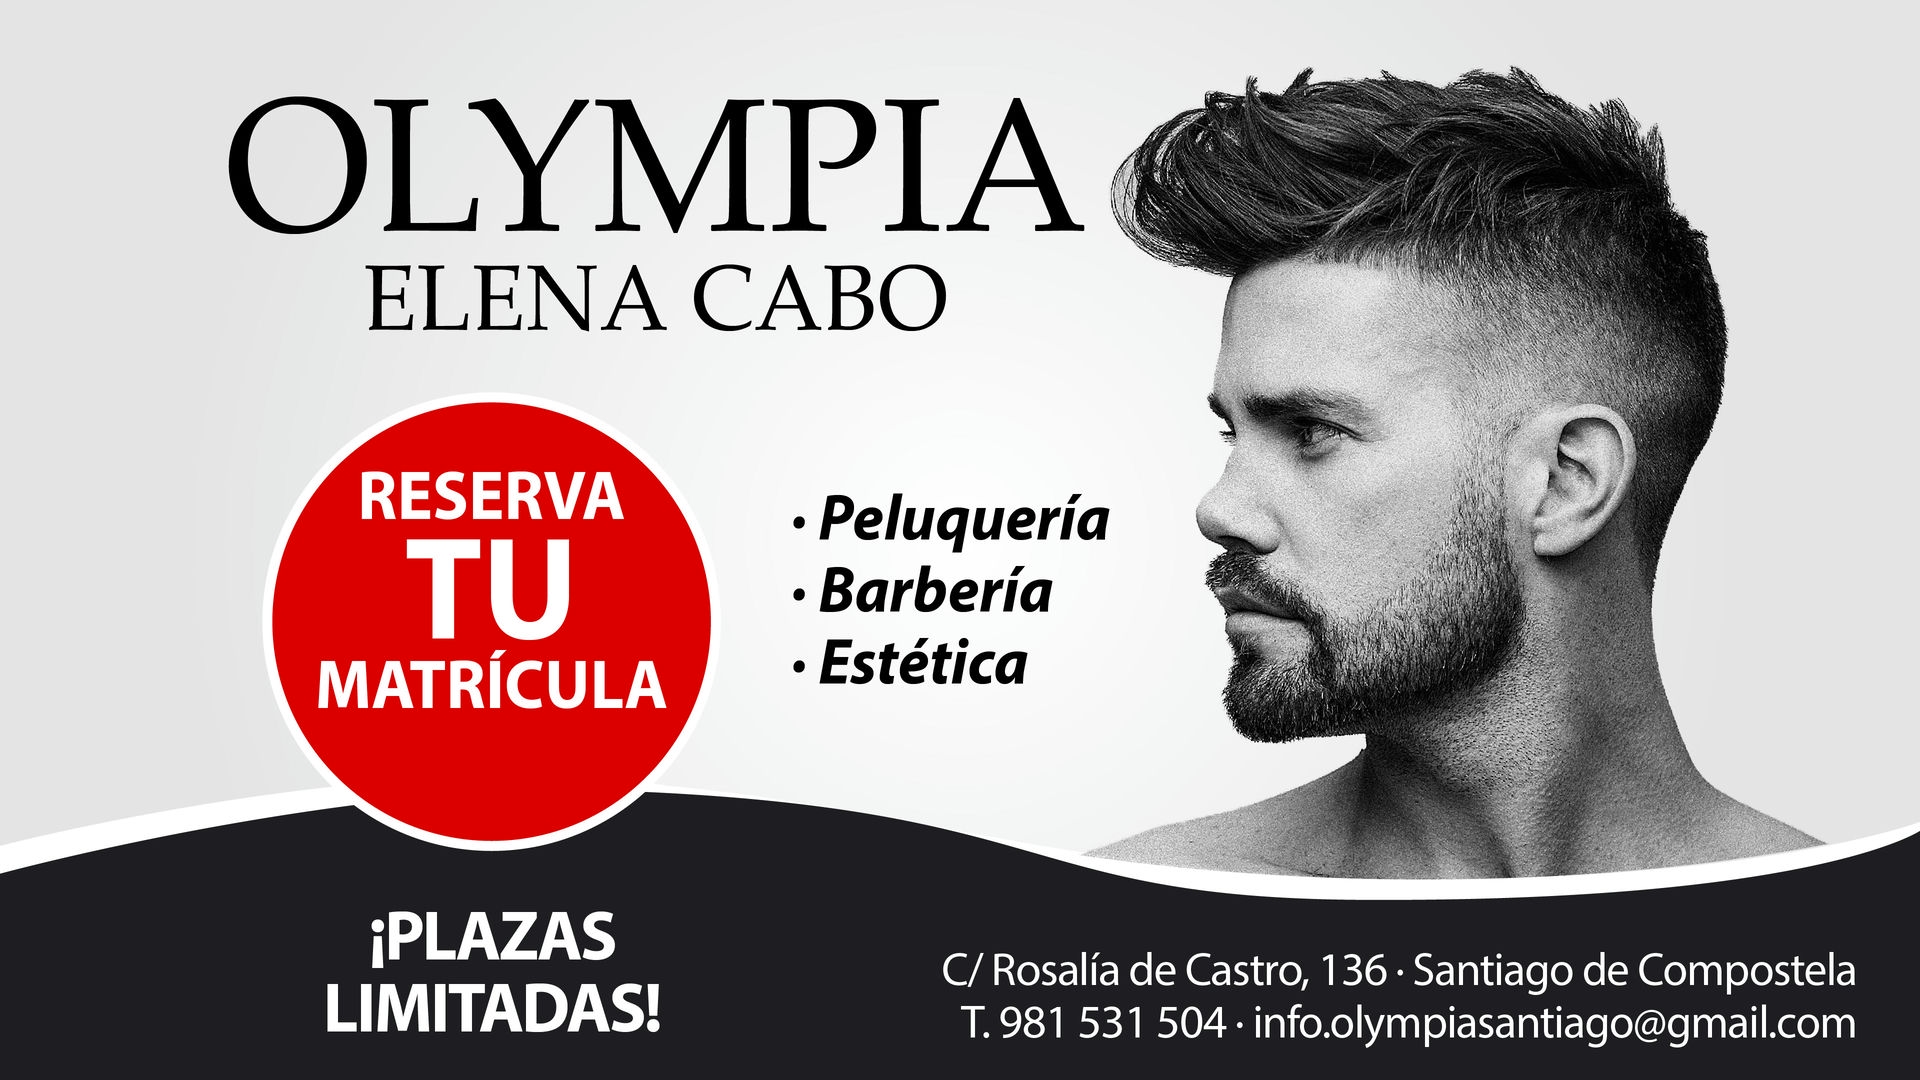 OLYMPIA
ELENA CABO
RESERVA
TU
MATRÍCULA
• Peluquería
• Barbería
• Estética
¡PLAZAS
LIMITADAS!
C/ Rosalía de Castro, 136 · Santiago de Compostela
T. 981 531 504 · info.olympiasantiago@gmail.com